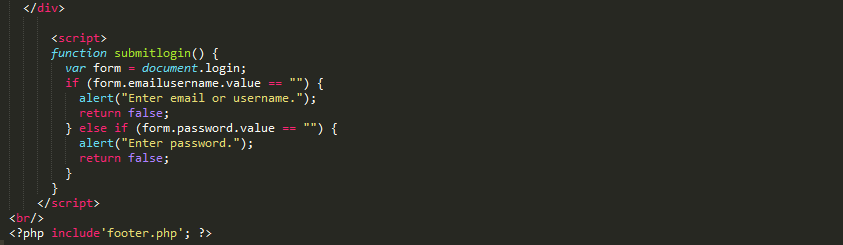 </div>
<script>
function submitlogin() {
var form = document.login;
if (form.emailusername.value == "") {
alert("Enter email or username.");
return false;
} else if (form.password.value == "") {
alert("Enter password.");
return false;
}
}
</script>
<br/>
<?php include'footer.php'; ?>